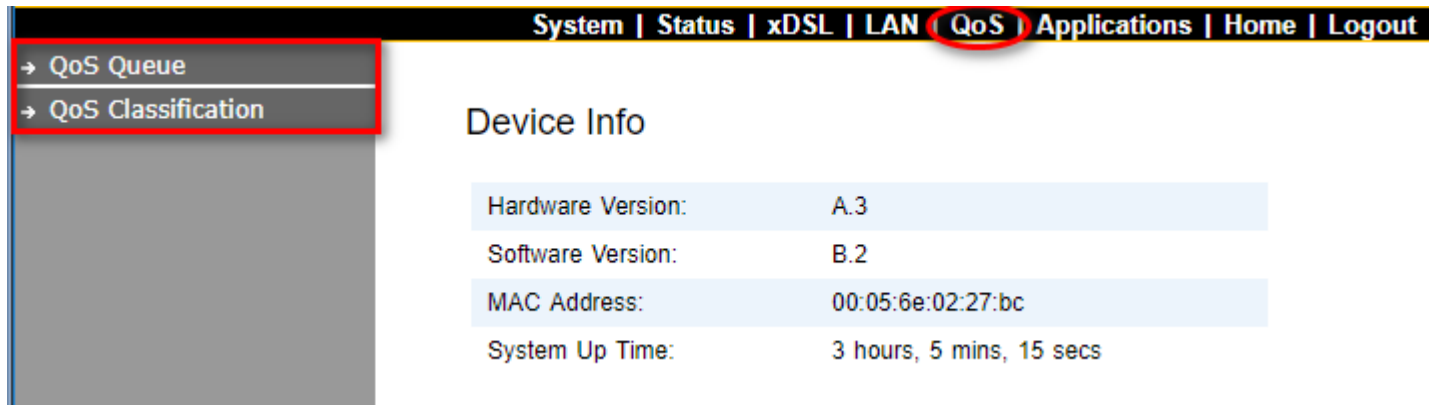 System | Status | xDSL | LAN | QoS | Applications | Home | Logout
QoS Queue
QoS Classification
Device Info
Hardware Version: A.3
Software Version: B.2
MAC Address: 00:05:6e:02:27:bc
System Up Time: 3 hours, 5 mins, 15 secs